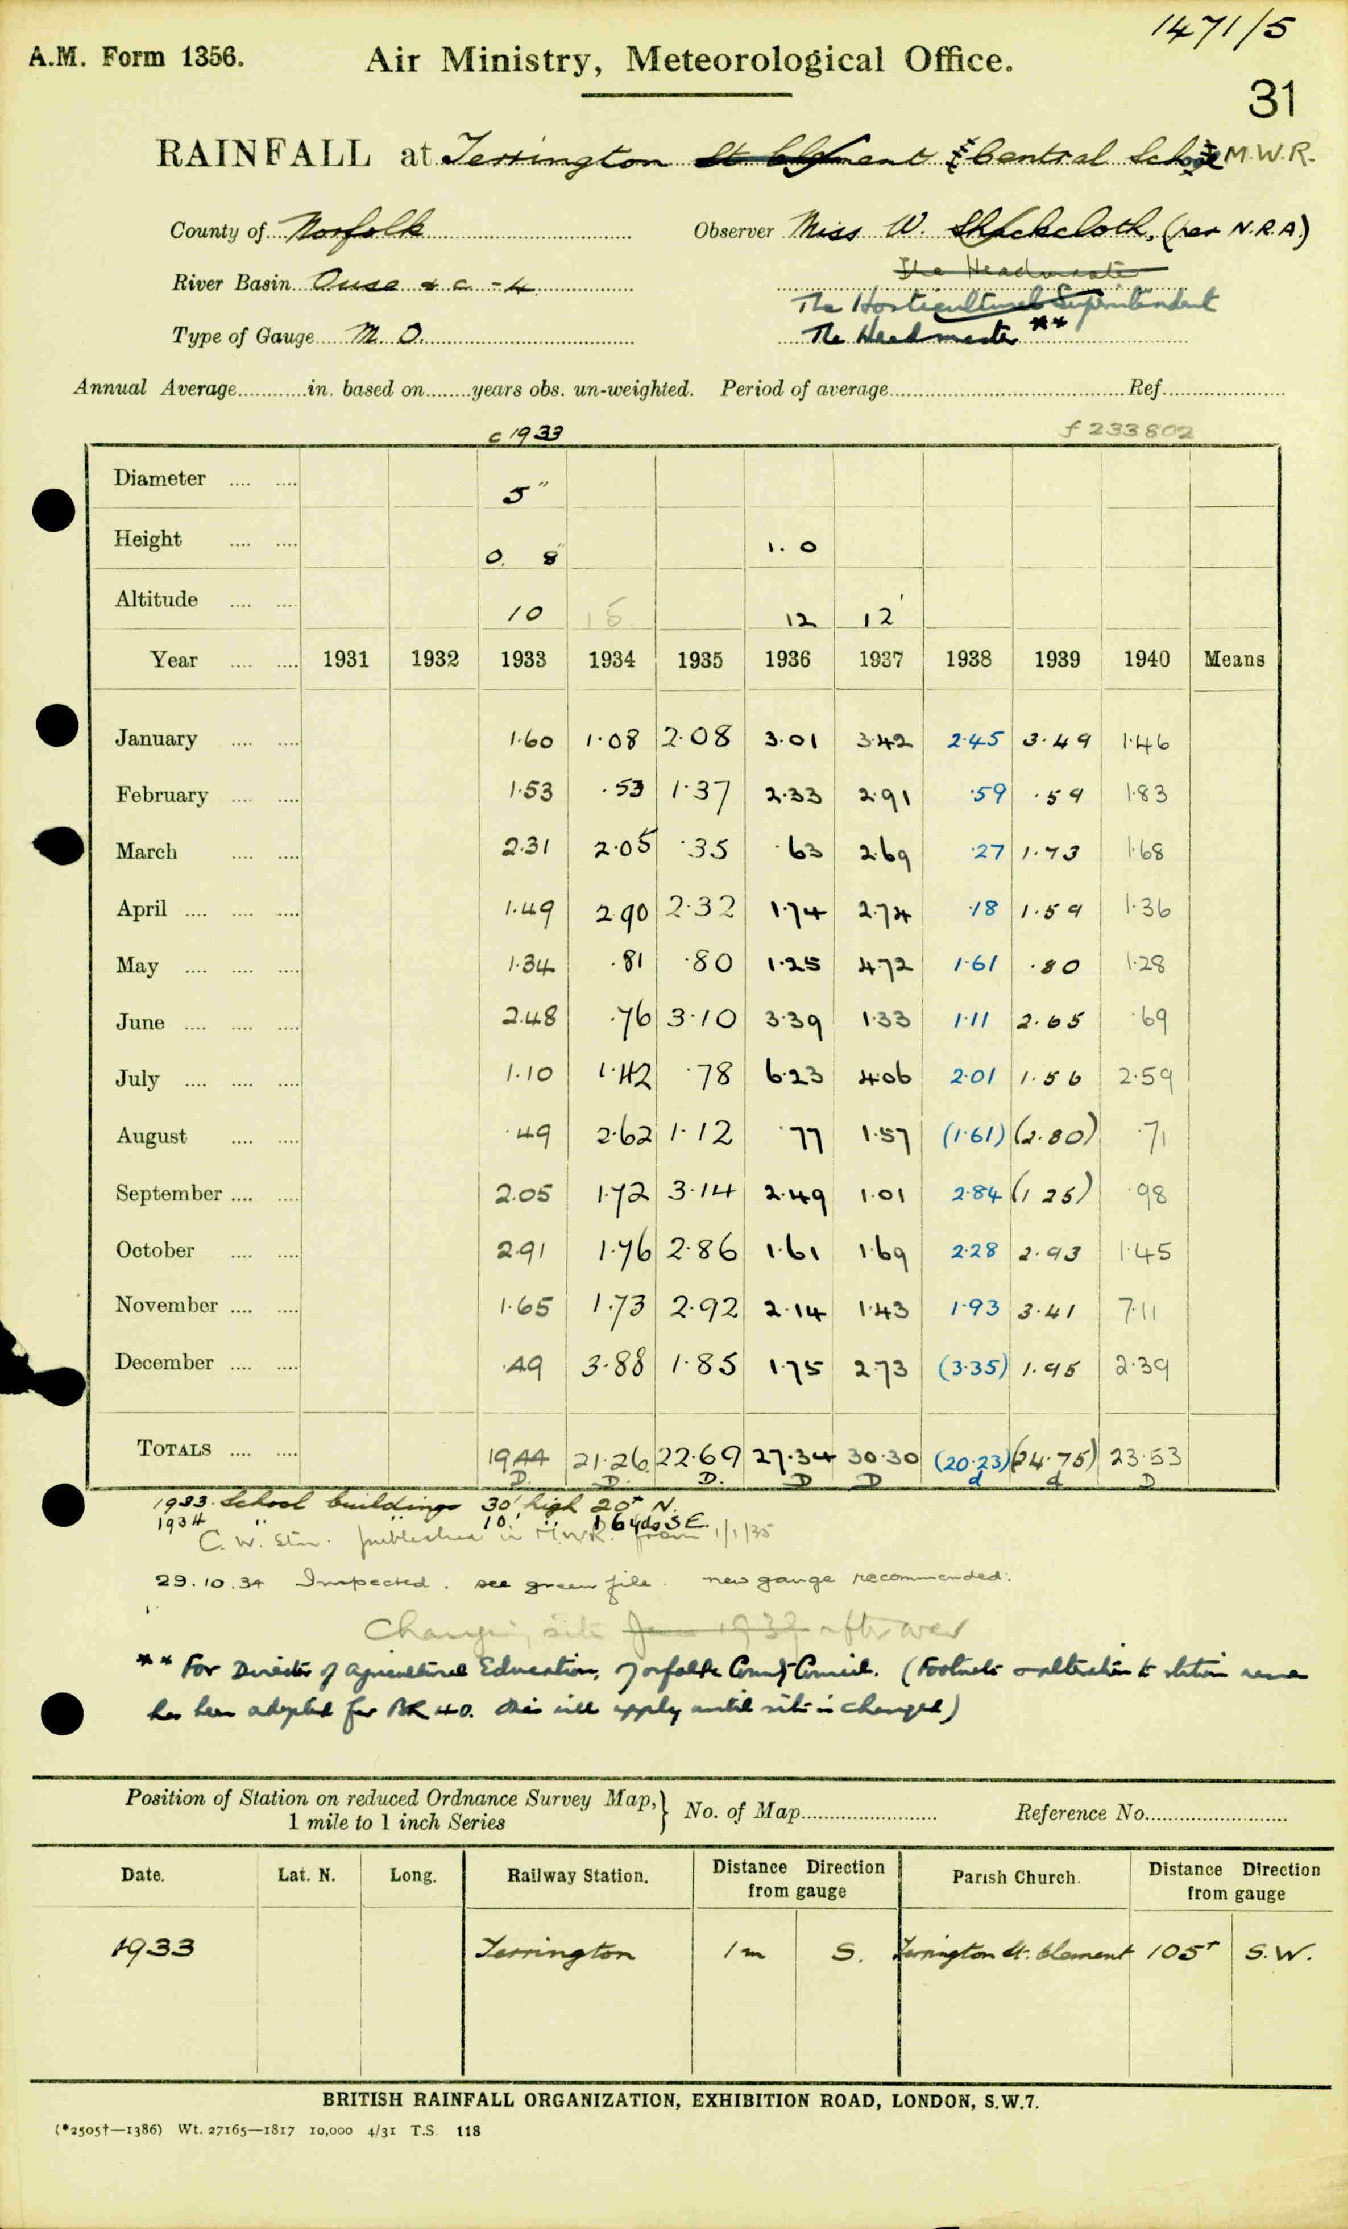 1471/5
A.M. Form 1356. Air Ministry, Meteorological Office.
31
RAINFALL at Terrington St Clement Central School M.W.R.
County of Norfolk Observer Miss W. Shackcloth, (per N.R.A)
The Headmaster
River Basin Ouse & c - 4
The Horticultural Superintendent
Type of Gauge M.O. The Headmaster **
Annual Average in. based on years obs. un-weighted. Period of average Ref.
c 1933 f 233802
Diameter 5"
Height 0. 8" 1. 0
Altitude 10 15 12 12'
Year 1931 1932 1933 1934 1935 1936 1937 1938 1939 1940 Means
January 1.60 1.08 2.08 3.01 3.42 2.45 3.49 1.46
February 1.53 .53 1.37 2.33 2.91 .59 .59 1.83
March 2.31 2.05 .35 .63 2.69 .27 1.73 1.68
April 1.49 2.90 2.32 1.74 2.74 .18 1.59 1.36
May 1.34 .81 .80 1.25 4.72 1.61 .80 1.28
June 2.48 .76 3.10 3.39 1.33 1.11 2.65 .69
July 1.10 1.42 .78 6.23 4.06 2.01 1.56 2.59
August .49 2.62 1.12 .77 1.57 (1.61) (2.80) .71
September 2.05 1.72 3.14 2.49 1.01 2.84 (1.25) .98
October 2.91 1.76 2.86 1.61 1.69 2.28 2.93 1.45
November 1.65 1.73 2.92 2.14 1.43 1.93 3.41 7.11
December .49 3.88 1.85 1.75 2.73 (3.35) 1.95 2.39
TOTALS 19.44 21.26 22.69 27.34 30.30 (20.23) (24.75) 23.53
D. D. D. D D d d D
1933. School buildings 30' high 20Y N.
1934 " " 10' " 16yds SE.
C. W. Stn. published in M.W.R. from 1/1/35
29.10.34 Inspected. see green file. new gauge recommended.
Changing site June 1939 after war
** For Director of Agricultural Education, Norfolk County Council. (Footnote & alteration to station name
has been adopted for BR 40. This will apply until site is changed)
Position of Station on reduced Ordnance Survey Map,} No. of Map Reference No.
1 mile to 1 inch Series
Date. Lat. N. Long. Railway Station. Distance Direction from gauge Parish Church. Distance Direction from gauge
1933 Terrington 1m S. Terrington St. Clement 105Y S.W.
BRITISH RAINFALL ORGANIZATION, EXHIBITION ROAD, LONDON, S.W.7.
(*2505†—1386) Wt. 27165—1817 10,000 4/31 T.S. 118